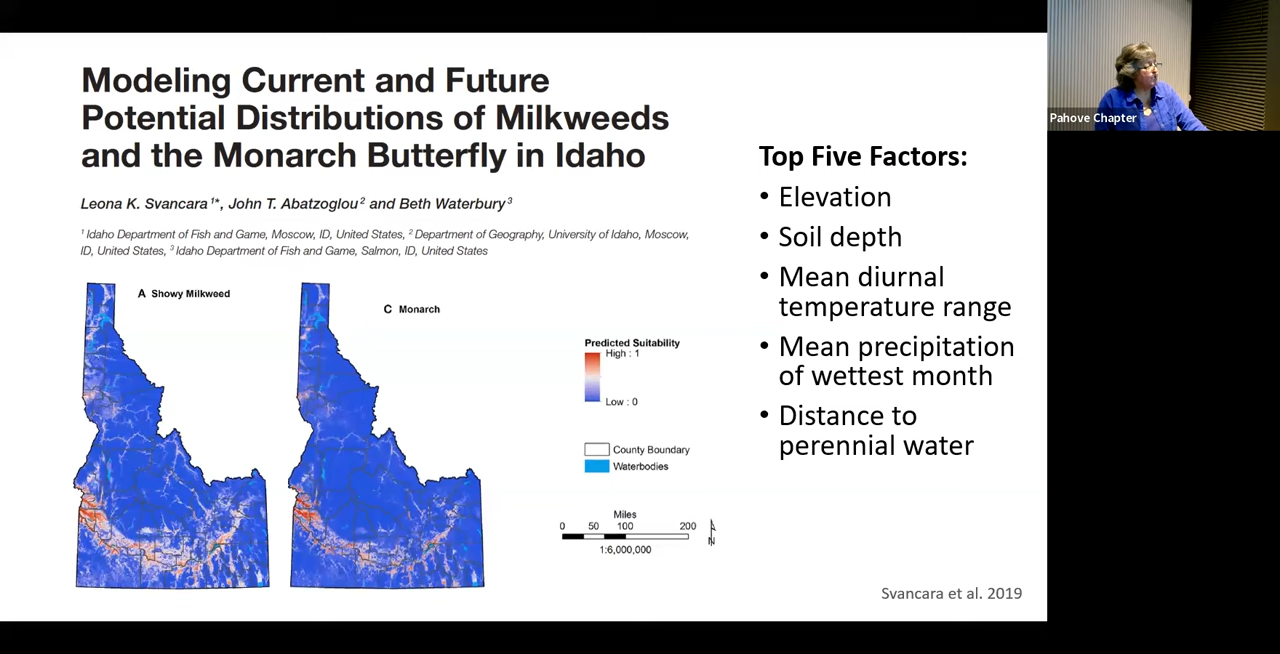 Modeling Current and Future
Potential Distributions of Milkweeds
and the Monarch Butterfly in Idaho
Leona K. Svancara 1*, John T. Abatzoglou 2 and Beth Waterbury 3
1 Idaho Department of Fish and Game, Moscow, ID, United States, 2 Department of Geography, University of Idaho, Moscow,
ID, United States, 3 Idaho Department of Fish and Game, Salmon, ID, United States
A Showy Milkweed
C Monarch
Predicted Suitability
High : 1
Low : 0
County Boundary
Waterbodies
Miles
0 50 100 200
1:6,000,000
N
Top Five Factors:
• Elevation
• Soil depth
• Mean diurnal
temperature range
• Mean precipitation
of wettest month
• Distance to
perennial water
Svancara et al. 2019
Pahove Chapter